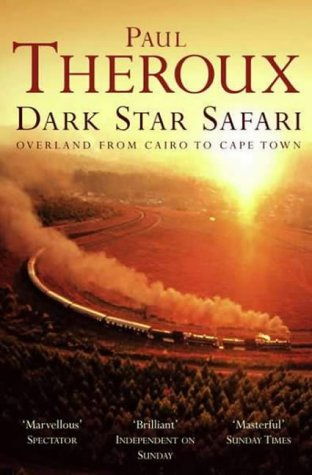 PAUL
THEROUX
DARK STAR SAFARI
OVERLAND FROM CAIRO TO CAPE TOWN
'Marvellous'
SPECTATOR
'Brilliant'
INDEPENDENT ON
SUNDAY
'Masterful'
SUNDAY TIMES